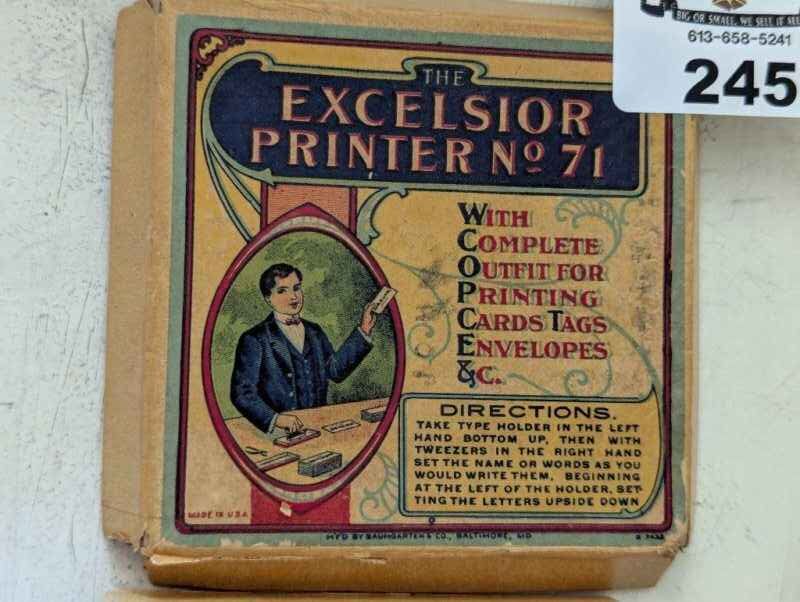 BIG OR SMALL, WE SELL IT ALL
613-658-5241
245
THE
EXCELSIOR
PRINTER No 71
WITH
COMPLETE
OUTFIT FOR
PRINTING
CARDS TAGS
ENVELOPES
&C.
DIRECTIONS.
TAKE TYPE HOLDER IN THE LEFT
HAND BOTTOM UP, THEN WITH
TWEEZERS IN THE RIGHT HAND
SET THE NAME OR WORDS AS YOU
WOULD WRITE THEM, BEGINNING
AT THE LEFT OF THE HOLDER, SET-
TING THE LETTERS UPSIDE DOWN
MADE IN U.S.A.
M'F'D BY BAUMGARTEN & CO., BALTIMORE, MD.